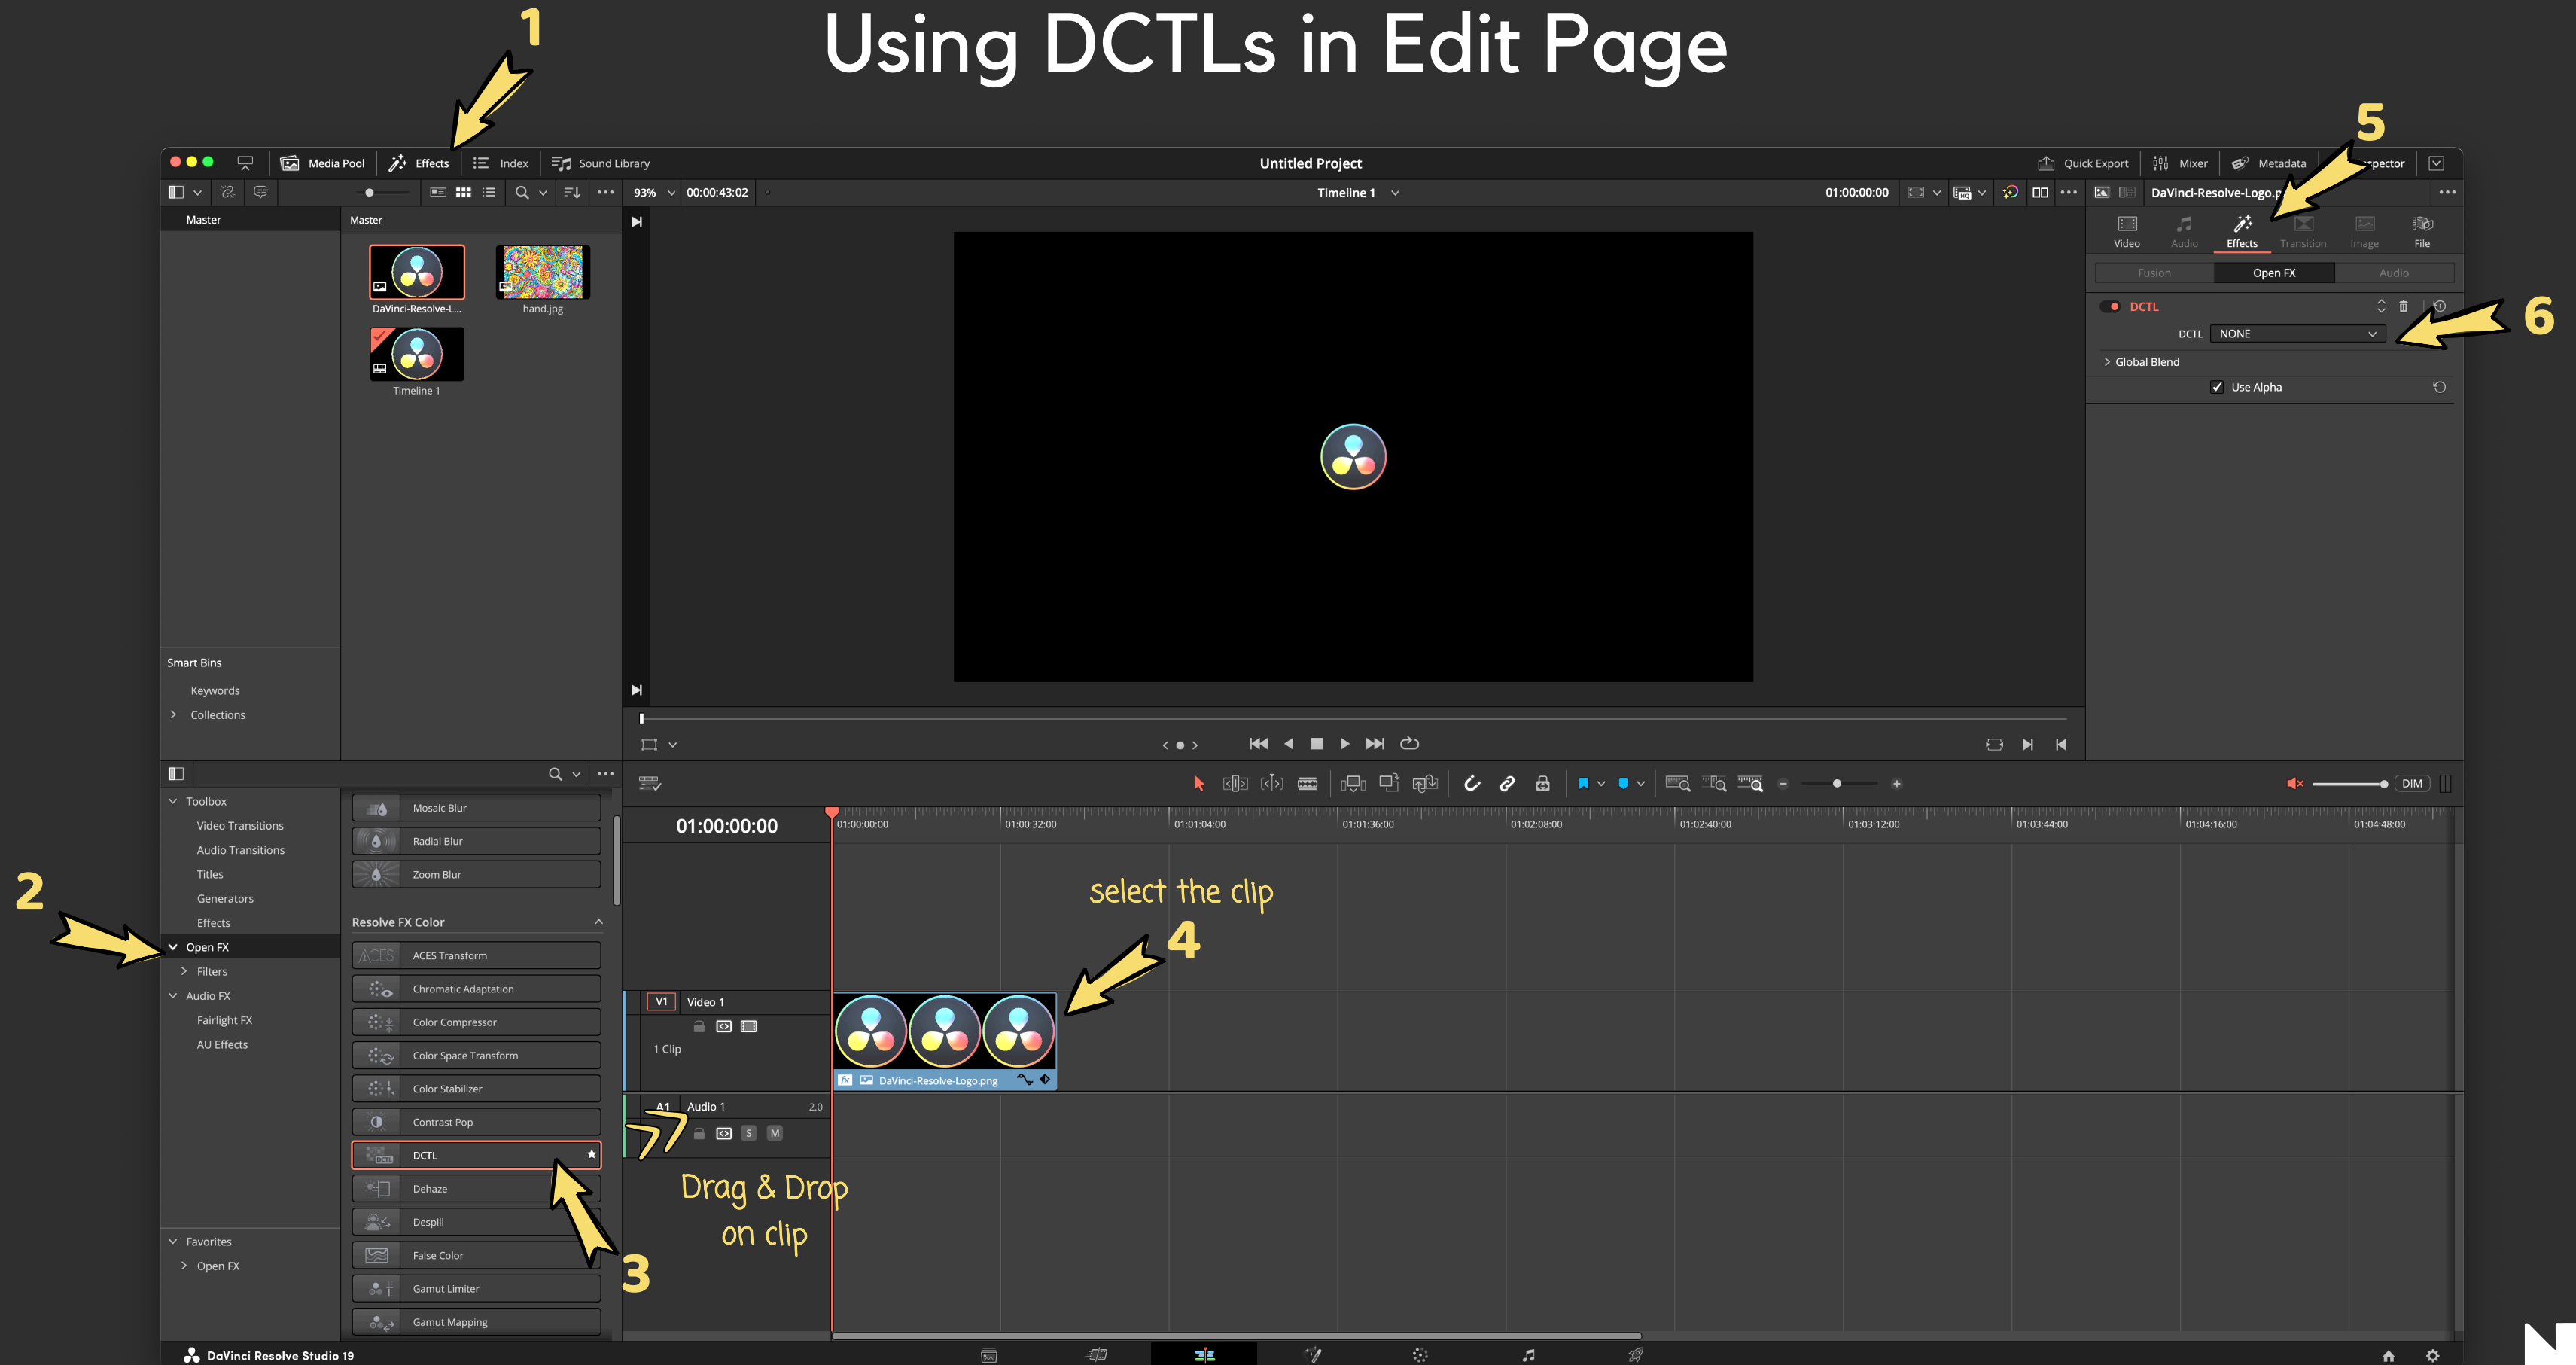 Using DCTLs in Edit Page
1
5
Media Pool
Effects
Index
Sound Library
Untitled Project
Quick Export
Mixer
Metadata
93%
00:00:43:02
Timeline 1
01:00:00:00
DaVinci-Resolve-Logo.p
Master
Master
DaVinci-Resolve-L...
hand.jpg
Timeline 1
Video
Audio
Effects
Transition
Image
File
Fusion
Open FX
Audio
DCTL
DCTL
NONE
6
Global Blend
Use Alpha
Smart Bins
Keywords
Collections
DIM
Toolbox
Video Transitions
Audio Transitions
Titles
Generators
Effects
2
Open FX
Filters
Audio FX
Fairlight FX
AU Effects
Favorites
Open FX
Mosaic Blur
Radial Blur
Zoom Blur
Resolve FX Color
ACES
ACES Transform
Chromatic Adaptation
Color Compressor
Color Space Transform
Color Stabilizer
Contrast Pop
DCTL
DCTL
Dehaze
Despill
False Color
Gamut Limiter
Gamut Mapping
3
01:00:00:00
01:00:00:00
01:00:32:00
01:01:04:00
01:01:36:00
01:02:08:00
01:02:40:00
01:03:12:00
01:03:44:00
01:04:16:00
01:04:48:00
select the clip
4
V1
Video 1
1 Clip
fx
DaVinci-Resolve-Logo.png
A1
Audio 1
2.0
S
M
Drag & Drop
on clip
DaVinci Resolve Studio 19
N